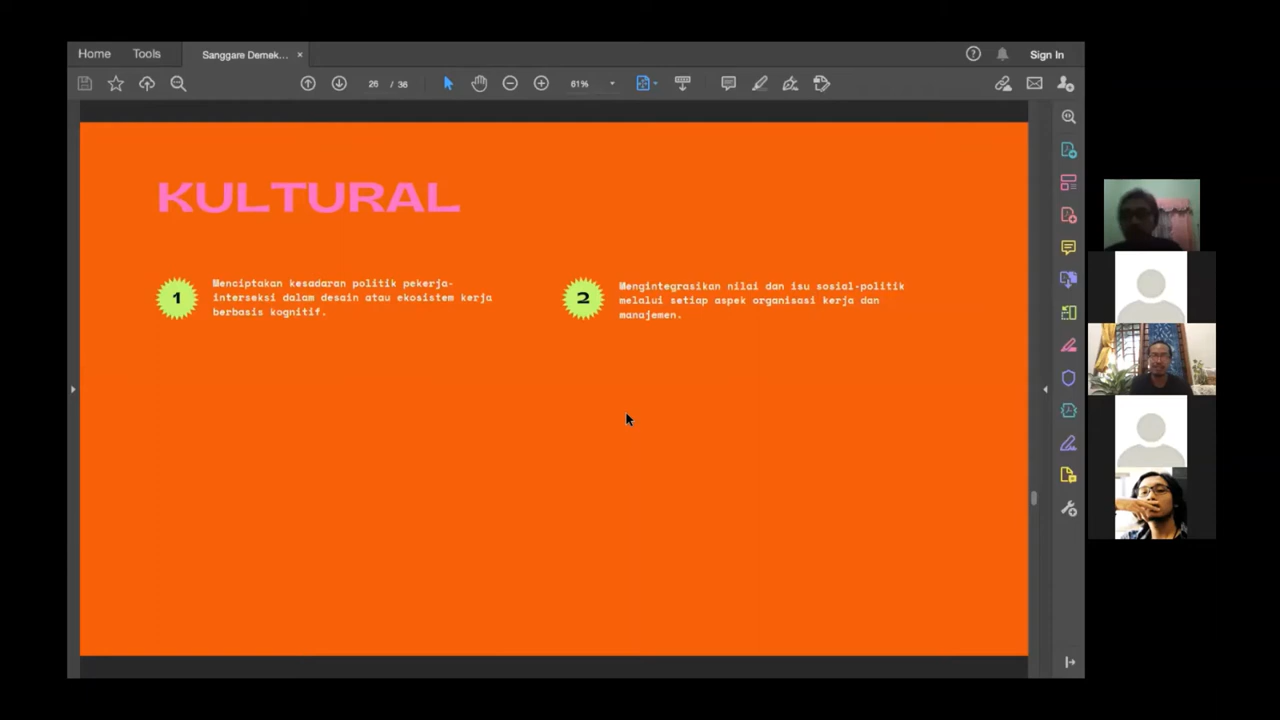 Home
Tools
Sanggare Demek... ×
Sign In
26 / 36
61%
KULTURAL
1
Menciptakan kesadaran politik pekerja-
interseksi dalam desain atau ekosistem kerja
berbasis kognitif.
2
Mengintegrasikan nilai dan isu sosial-politik
melalui setiap aspek organisasi kerja dan
manajemen.